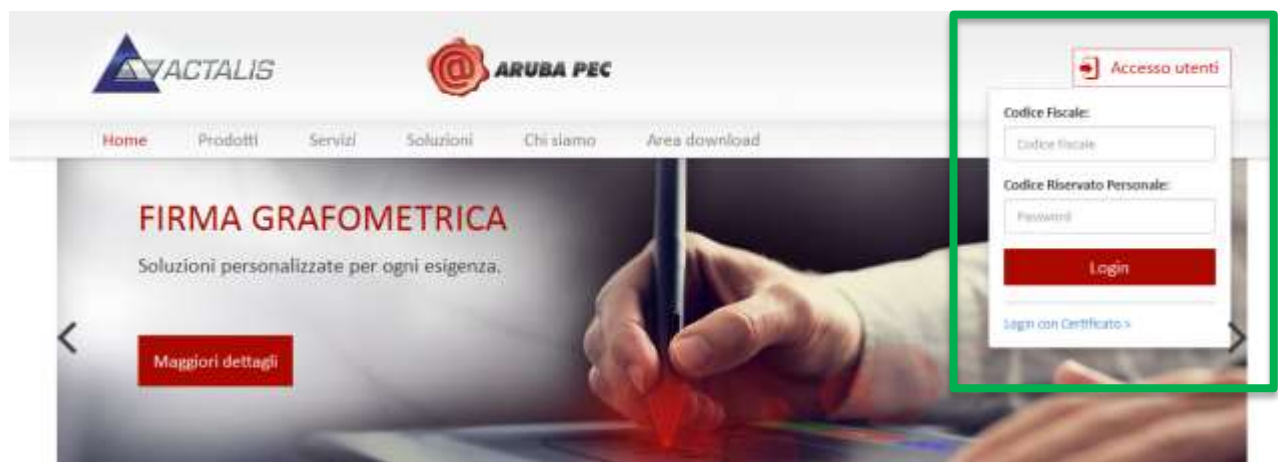 ACTALIS
@ ARUBA PEC
Accesso utenti
Home Prodotti Servizi Soluzioni Chi siamo Area download
Codice Fiscale:
Codice fiscale
Codice Riservato Personale:
Password
Login
Login con Certificato >
FIRMA GRAFOMETRICA
Soluzioni personalizzate per ogni esigenza.
Maggiori dettagli